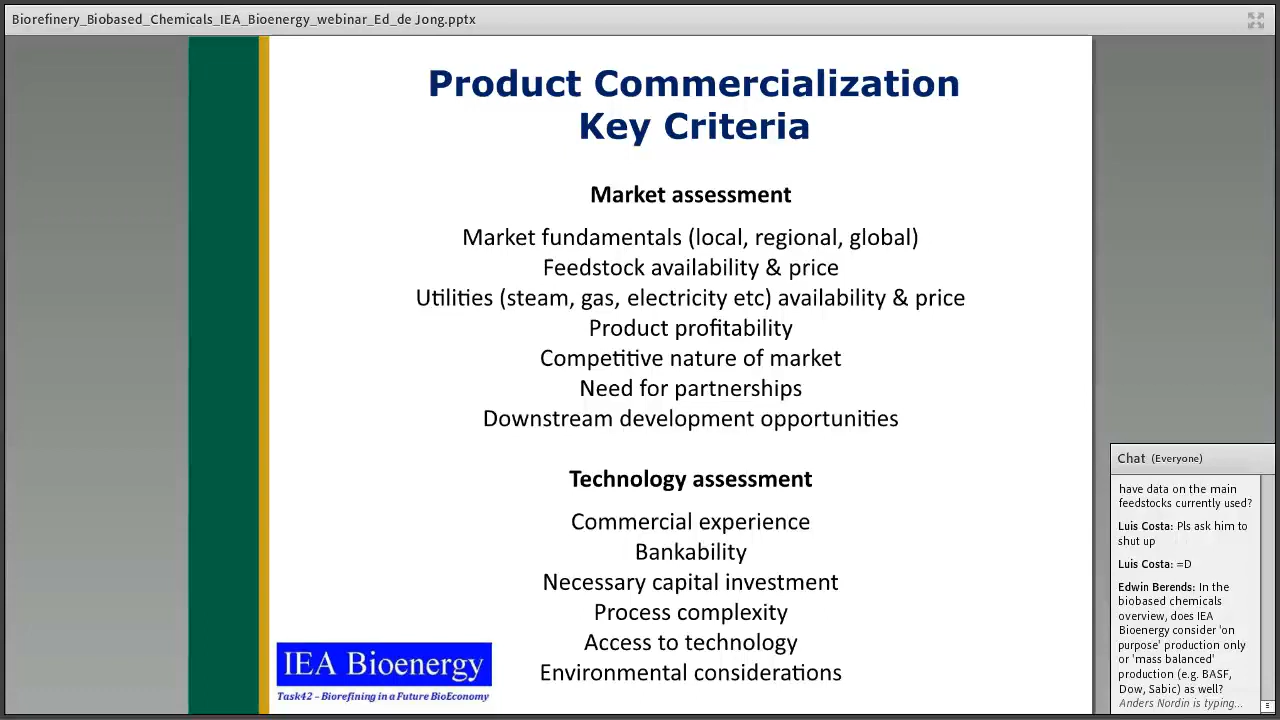 Biorefinery_Biobased_Chemicals_IEA_Bioenergy_webinar_Ed_de Jong.pptx
Product Commercialization
Key Criteria
Market assessment
Market fundamentals (local, regional, global)
Feedstock availability & price
Utilities (steam, gas, electricity etc) availability & price
Product profitability
Competitive nature of market
Need for partnerships
Downstream development opportunities
Technology assessment
Commercial experience
Bankability
Necessary capital investment
Process complexity
Access to technology
Environmental considerations
IEA Bioenergy
Task42 – Biorefining in a Future BioEconomy
Chat (Everyone)
have data on the main
feedstocks currently used?
Luis Costa: Pls ask him to
shut up
Luis Costa: =D
Edwin Berends: In the
biobased chemicals
overview, does IEA
Bioenergy consider 'on
purpose' production only
or 'mass balanced'
production (e.g. BASF,
Dow, Sabic) as well?
Anders Nordin is typing...